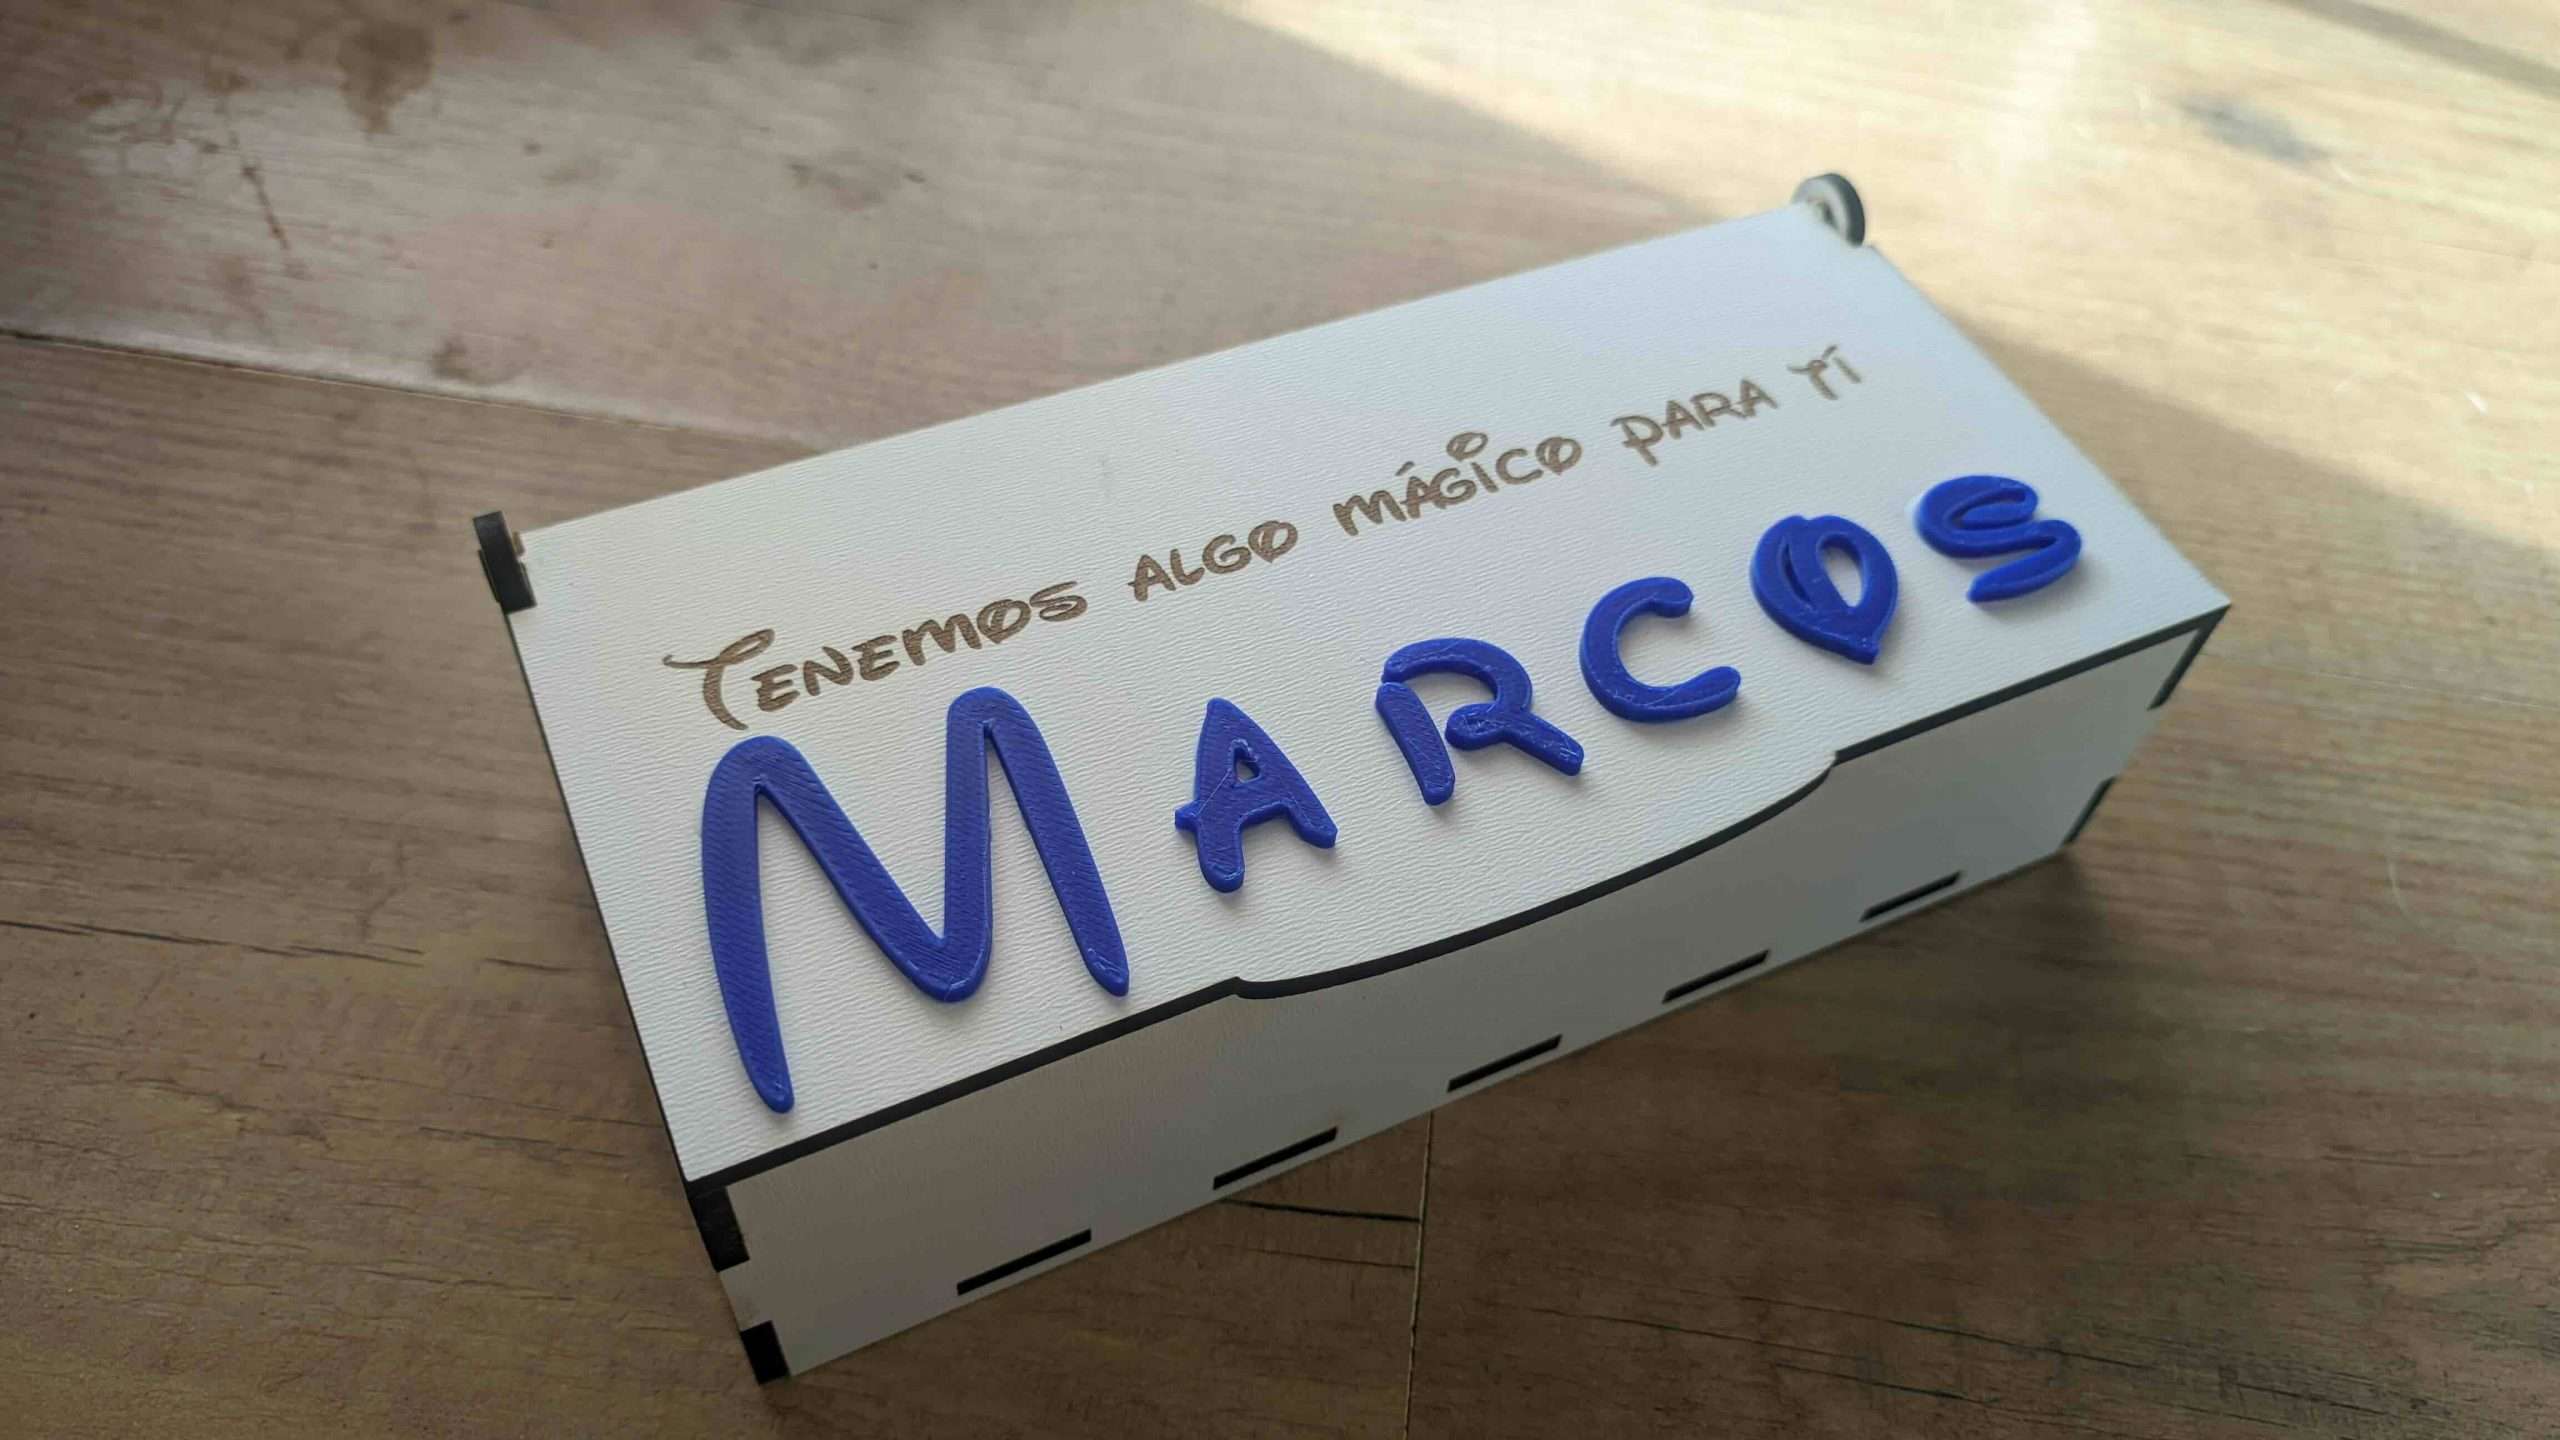 Tenemos algo mágico para tí
Marcos